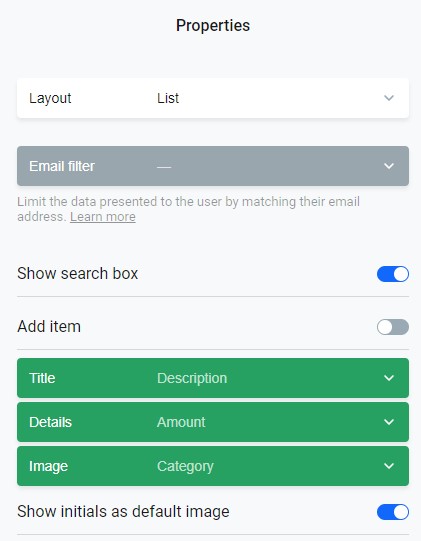 Properties
Layout List
Email filter —
Limit the data presented to the user by matching their email
address. Learn more
Show search box
Add item
Title Description
Details Amount
Image Category
Show initials as default image